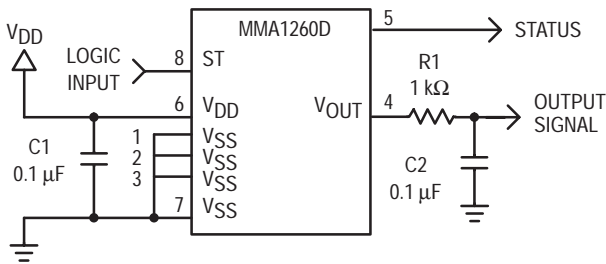 VDD
LOGIC
INPUT
8
ST
MMA1260D
5
STATUS
6
VDD
VOUT
4
R1
1 kΩ
OUTPUT
SIGNAL
C1
0.1 μF
1
VSS
2
VSS
3
VSS
7
VSS
C2
0.1 μF